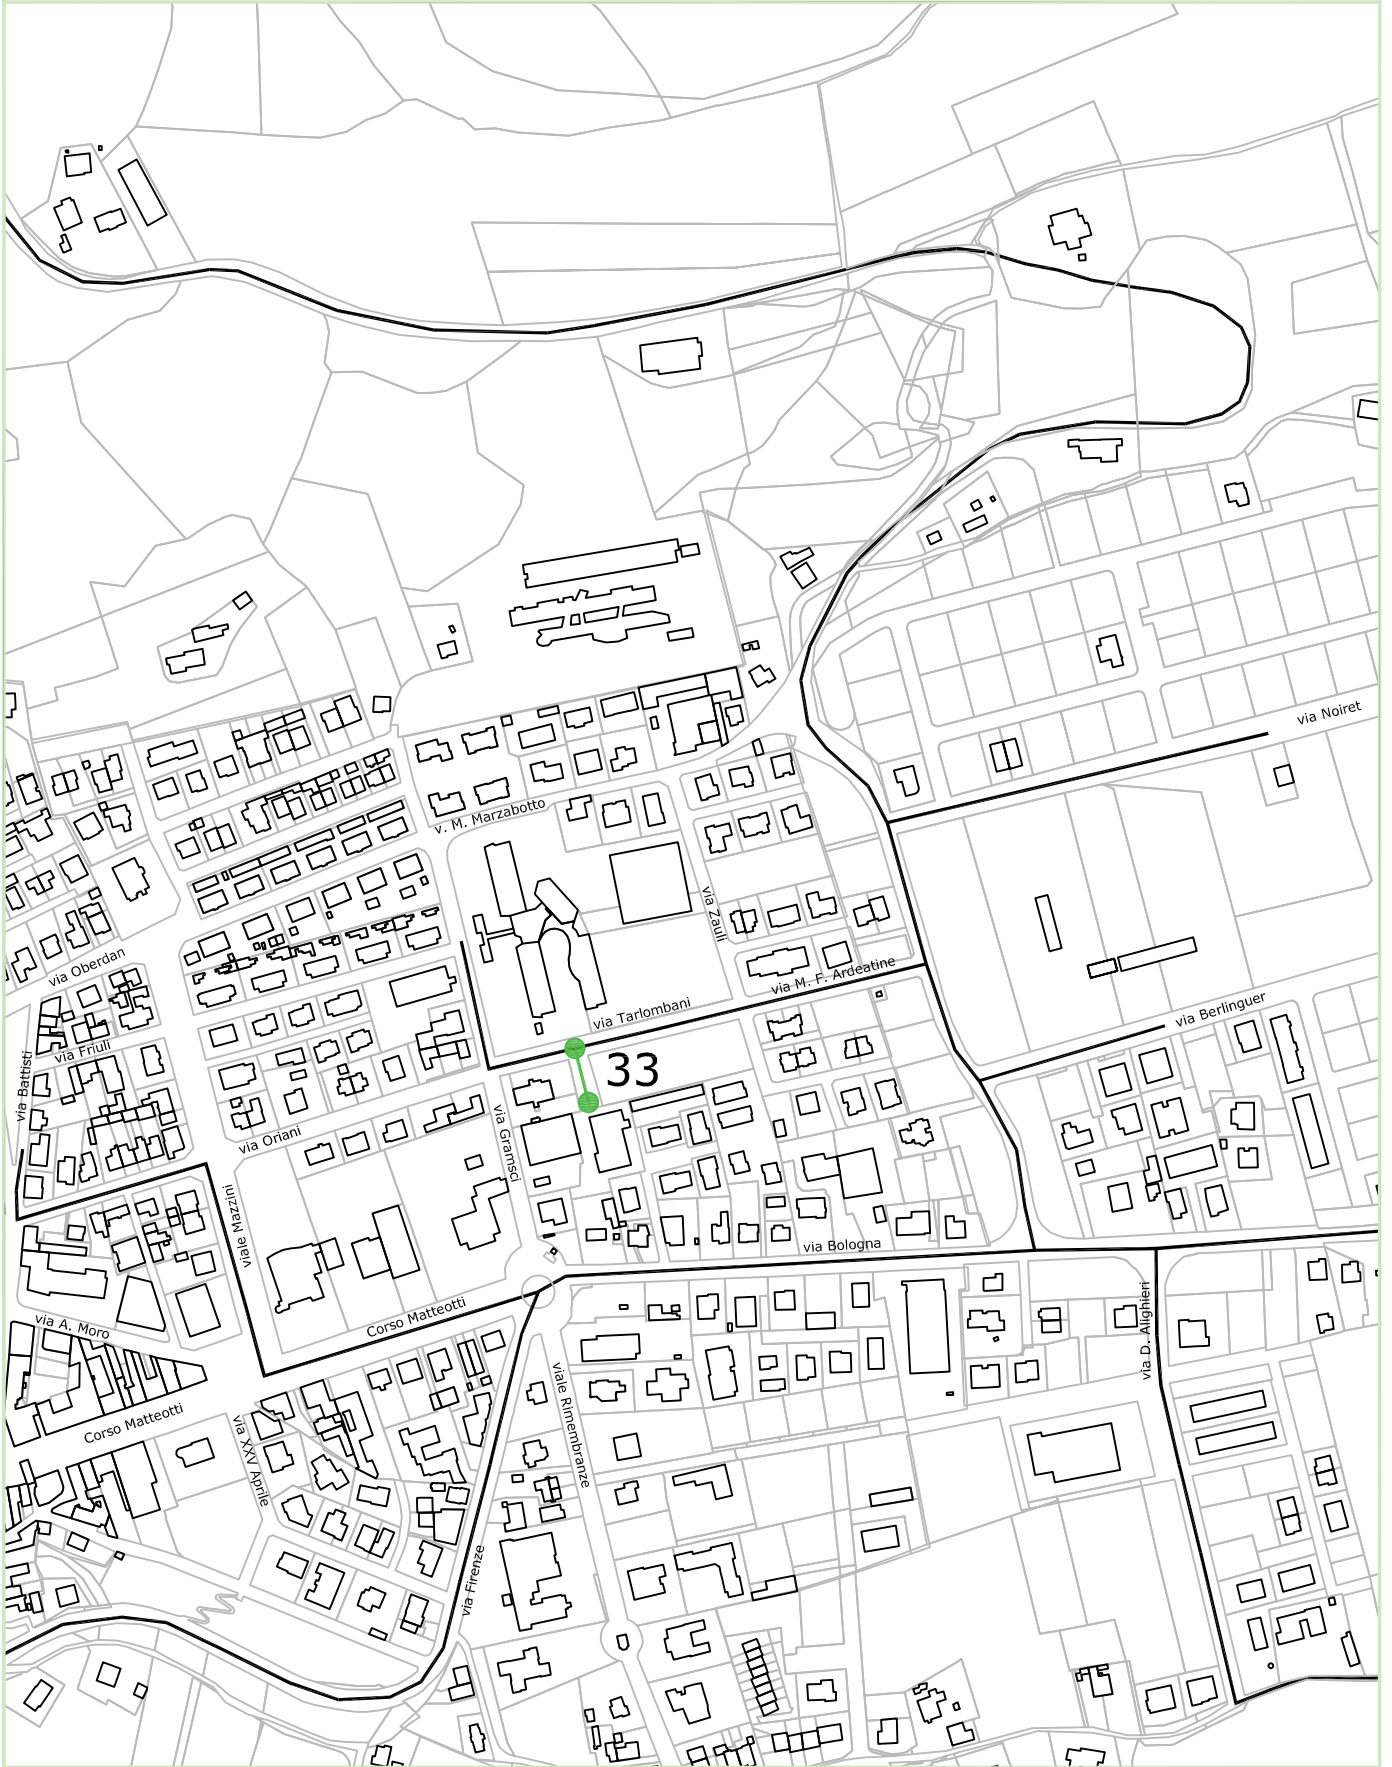 via Noiret
v. M. Marzabotto
via Zauli
via Oberdan
via M. F. Ardeatine
via Tarlombani
via Berlinguer
via Friuli
33
via Battisti
via Oriani
via Gramsci
viale Mazzini
via Bologna
Corso Matteotti
via A. Moro
via D. Alighieri
viale Rimembranze
Corso Matteotti
via XXV Aprile
via Firenze